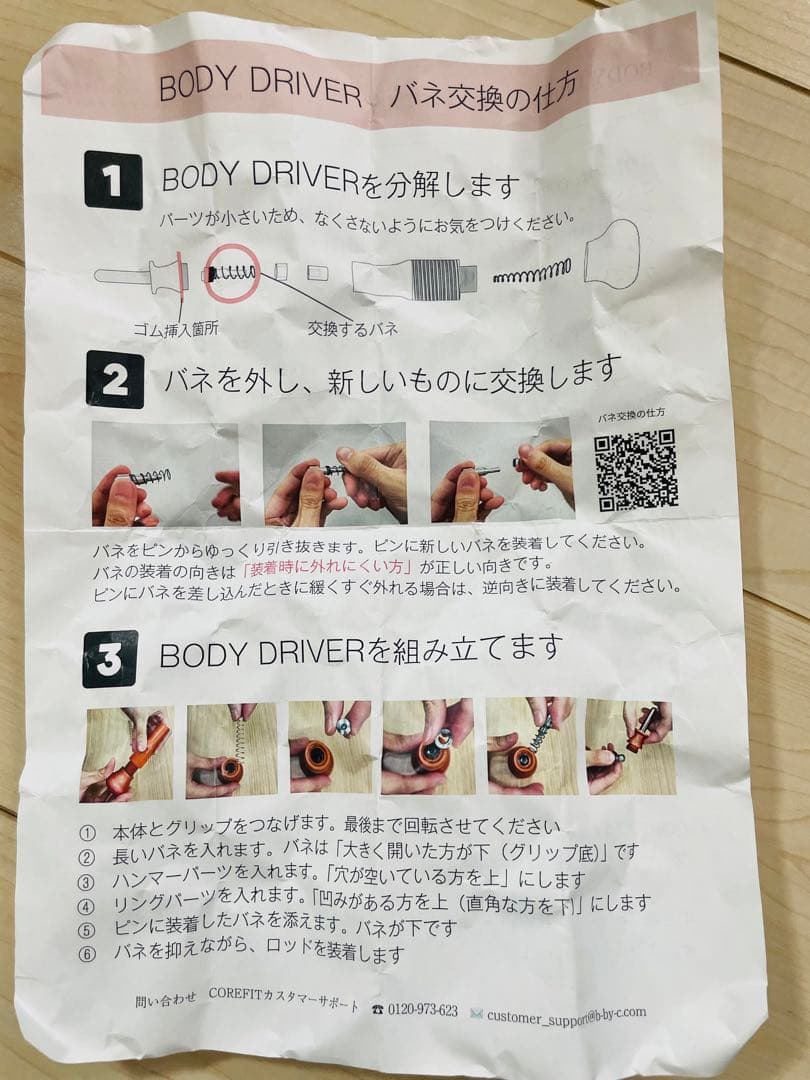 BODY DRIVER バネ交換の仕方
1 BODY DRIVERを分解します
パーツが小さいため、なくさないようにお気をつけください。
ゴム挿入箇所
交換するバネ
2 バネを外し、新しいものに交換します
バネ交換の仕方
バネをピンからゆっくり引き抜きます。ピンに新しいバネを装着してください。
バネの装着の向きは「装着時に外れにくい方」が正しい向きです。
ピンにバネを差し込んだときに緩くすぐ外れる場合は、逆向きに装着してください。
3 BODY DRIVERを組み立てます
① 本体とグリップをつなげます。最後まで回転させてください
② 長いバネを入れます。バネは「大きく開いた方が下（グリップ底）」です
③ ハンマーパーツを入れます。「穴が空いている方を上」にします
④ リングパーツを入れます。「凹みがある方を上（直角な方を下）」にします
⑤ ピンに装着したバネを添えます。バネが下です
⑥ バネを抑えながら、ロッドを装着します
問い合わせ COREFITカスタマーサポート ☎ 0120-973-623 ✉ customer_support@b-by-c.com